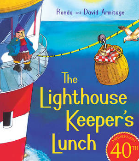 Ronda and David Armitage
The
Lighthouse
Keeper's
Lunch
40TH